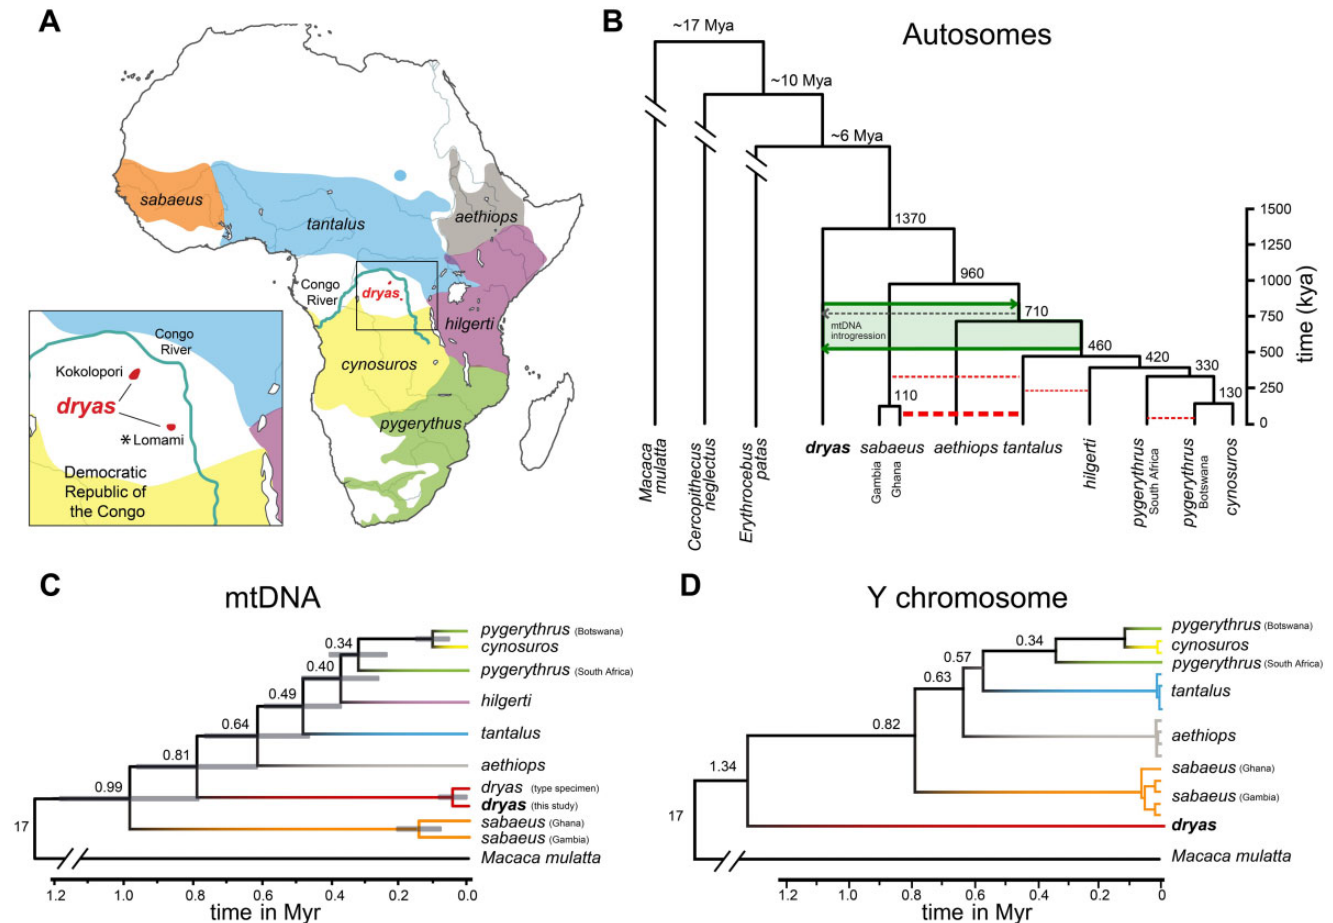 A
sabaeus
tantalus
aethiops
Congo
River
dryas
hilgerti
cynosuros
pygerythus
Congo
River
Kokolopori
dryas
*Lomami
Democratic
Republic of
the Congo
B
Autosomes
~17 Mya
~10 Mya
~6 Mya
1370
960
710
mtDNA
introgression
460
420
330
110
130
1500
1250
1000
750
500
250
0
time (kya)
Macaca
mulatta
Cercopithecus
neglectus
Erythrocebus
patas
dryas
sabaeus
Gambia
Ghana
aethiops
tantalus
hilgerti
pygerythrus
South Africa
pygerythrus
Botswana
cynosuros
C
mtDNA
pygerythrus (Botswana)
cynosuros
0.34
pygerythrus (South Africa)
0.40
hilgerti
0.49
tantalus
0.64
aethiops
0.81
dryas (type specimen)
dryas (this study)
0.99
sabaeus (Ghana)
sabaeus (Gambia)
17
Macaca mulatta
1.2 1.0 0.8 0.6 0.4 0.2 0.0
time in Myr
D
Y chromosome
pygerythrus (Botswana)
cynosuros
0.34
pygerythrus (South Africa)
0.57
tantalus
0.63
aethiops
0.82
sabaeus (Ghana)
sabaeus (Gambia)
1.34
dryas
17
Macaca mulatta
1.2 1.0 0.8 0.6 0.4 0.2 0
time in Myr